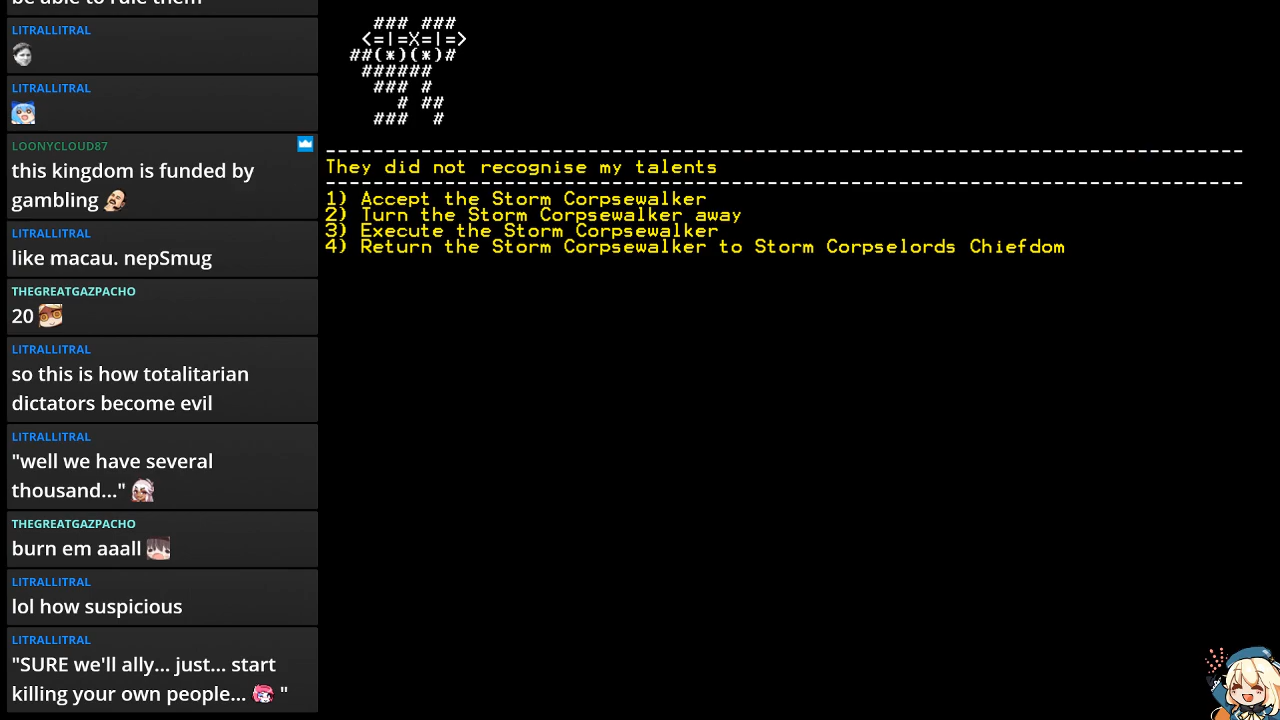 be able to rule them
LITRALLITRAL
LITRALLITRAL
LOONYCLOUD87
this kingdom is funded by
gambling
LITRALLITRAL
like macau. nepSmug
THEGREATGAZPACHO
20
LITRALLITRAL
so this is how totalitarian
dictators become evil
LITRALLITRAL
"well we have several
thousand..."
THEGREATGAZPACHO
burn em aaall
LITRALLITRAL
lol how suspicious
LITRALLITRAL
"SURE we'll ally... just... start
killing your own people... "
### ###
<=|=X=|=>
##(*)(*)#
######
### #
# ##
### #
--------------------------------------------------------------------------------
They did not recognise my talents
--------------------------------------------------------------------------------
1) Accept the Storm Corpsewalker
2) Turn the Storm Corpsewalker away
3) Execute the Storm Corpsewalker
4) Return the Storm Corpsewalker to Storm Corpselords Chiefdom